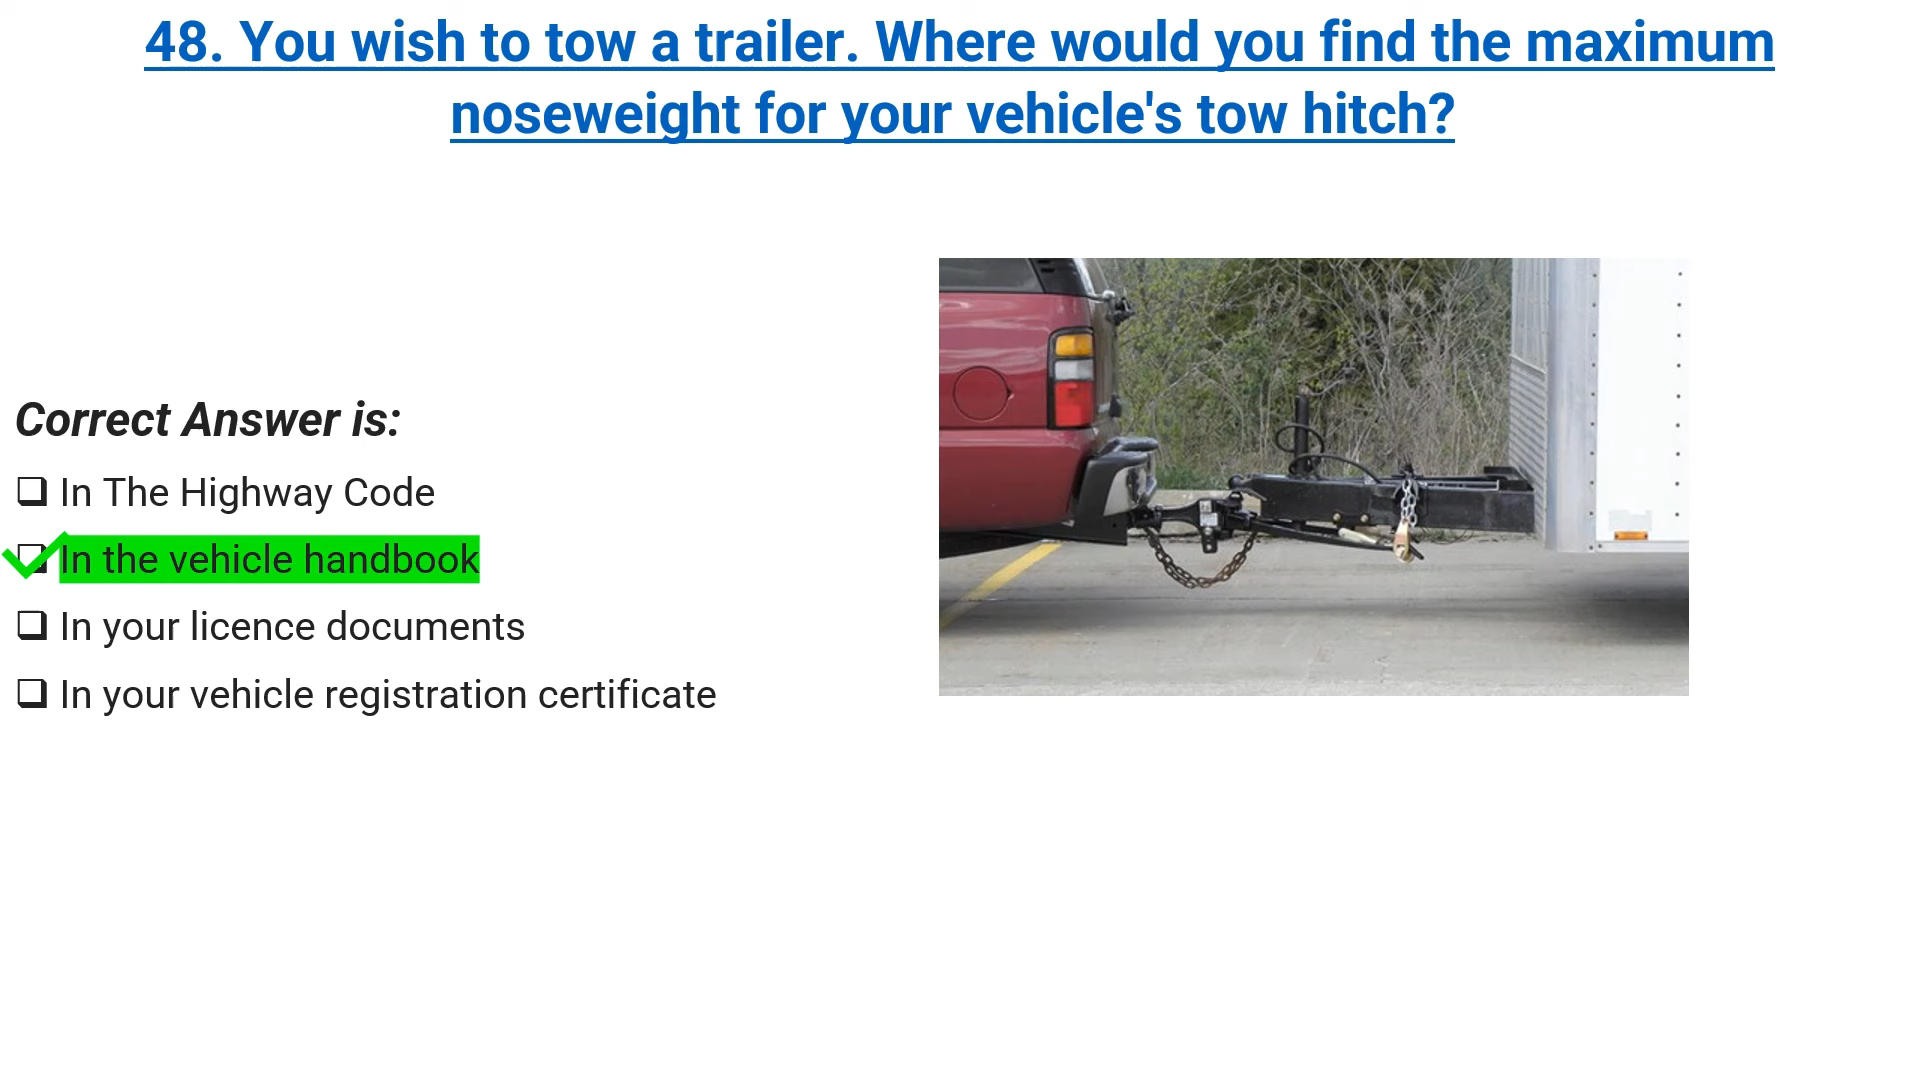 48. You wish to tow a trailer. Where would you find the maximum
noseweight for your vehicle's tow hitch?
Correct Answer is:
In The Highway Code
In the vehicle handbook
In your licence documents
In your vehicle registration certificate